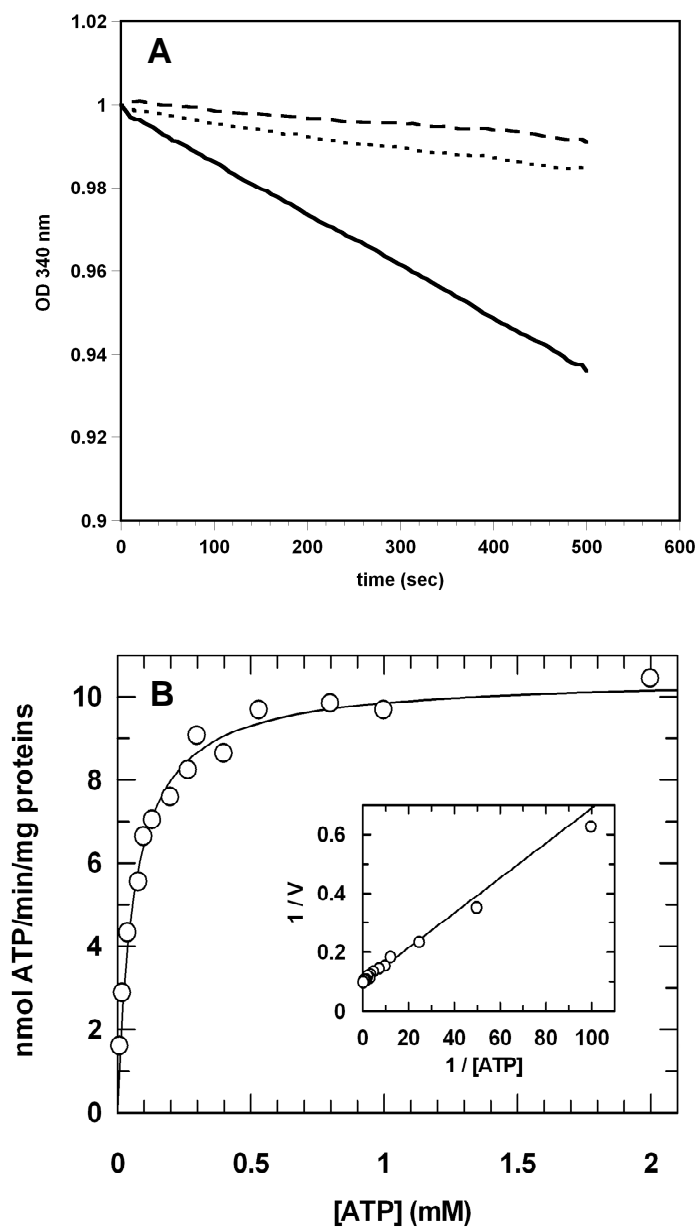 A
1.02
1
0.98
0.96
0.94
0.92
0.9
OD 340 nm
0 100 200 300 400 500 600
time (sec)
B
10
8
6
4
2
0
nmol ATP/min/mg proteins
0.6
0.4
0.2
0
1 / V
0 20 40 60 80 100
1 / [ATP]
0 0.5 1 1.5 2
[ATP] (mM)